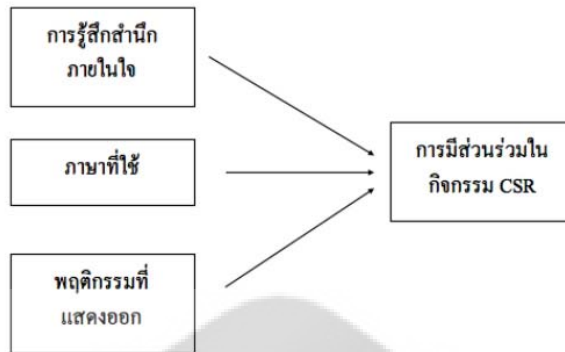 การรู้สึกสำนึก
ภายในใจ
ภาษาที่ใช้
การมีส่วนร่วมใน
กิจกรรม CSR
พฤติกรรมที่
แสดงออก